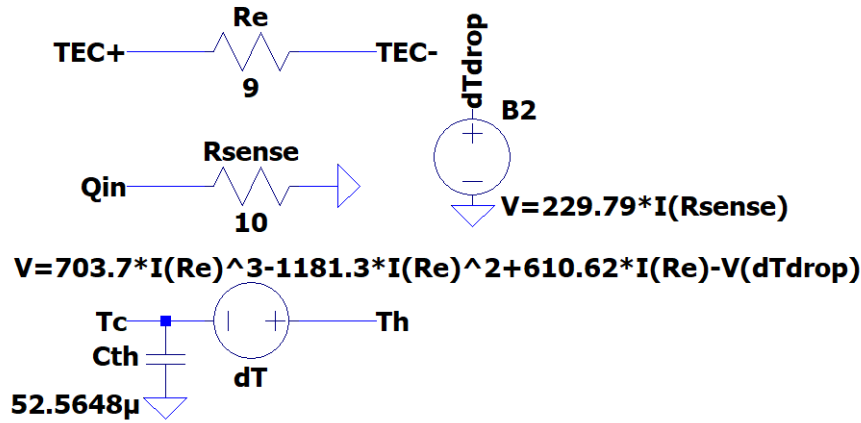 Re
TEC+
TEC-
9
dTdrop
B2
+
Rsense
Qin
10
V=229.79*I(Rsense)
V=703.7*I(Re)^3-1181.3*I(Re)^2+610.62*I(Re)-V(dTdrop)
Tc
+
Th
Cth
dT
52.5648µ